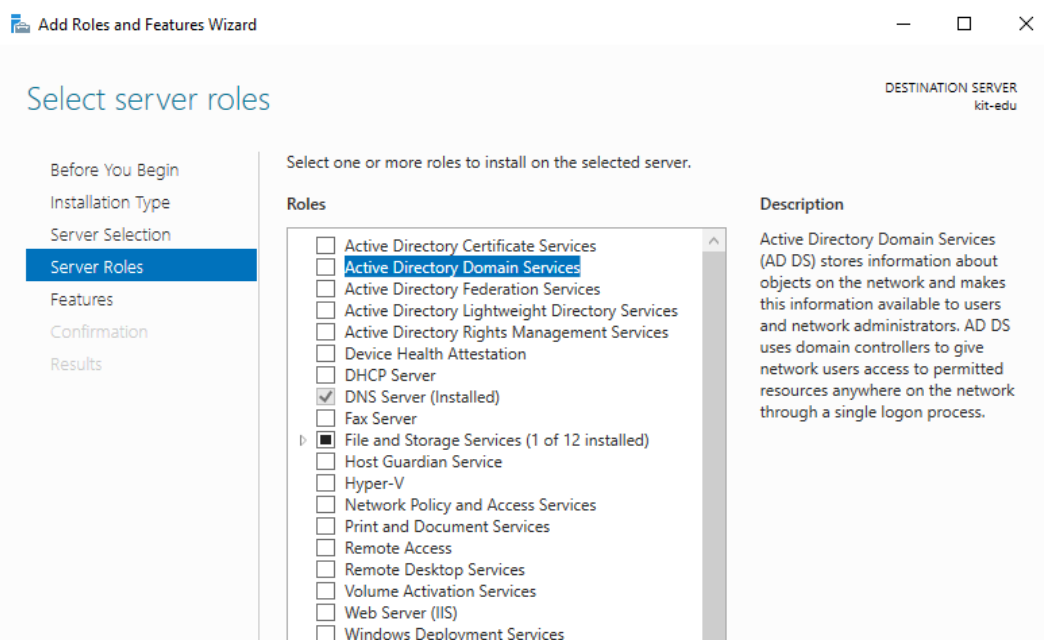 Add Roles and Features Wizard
Select server roles
DESTINATION SERVER
kit-edu
Before You Begin
Installation Type
Server Selection
Server Roles
Features
Confirmation
Results
Select one or more roles to install on the selected server.
Roles
Active Directory Certificate Services
Active Directory Domain Services
Active Directory Federation Services
Active Directory Lightweight Directory Services
Active Directory Rights Management Services
Device Health Attestation
DHCP Server
DNS Server (Installed)
Fax Server
File and Storage Services (1 of 12 installed)
Host Guardian Service
Hyper-V
Network Policy and Access Services
Print and Document Services
Remote Access
Remote Desktop Services
Volume Activation Services
Web Server (IIS)
Windows Deployment Services
Description
Active Directory Domain Services
(AD DS) stores information about
objects on the network and makes
this information available to users
and network administrators. AD DS
uses domain controllers to give
network users access to permitted
resources anywhere on the network
through a single logon process.